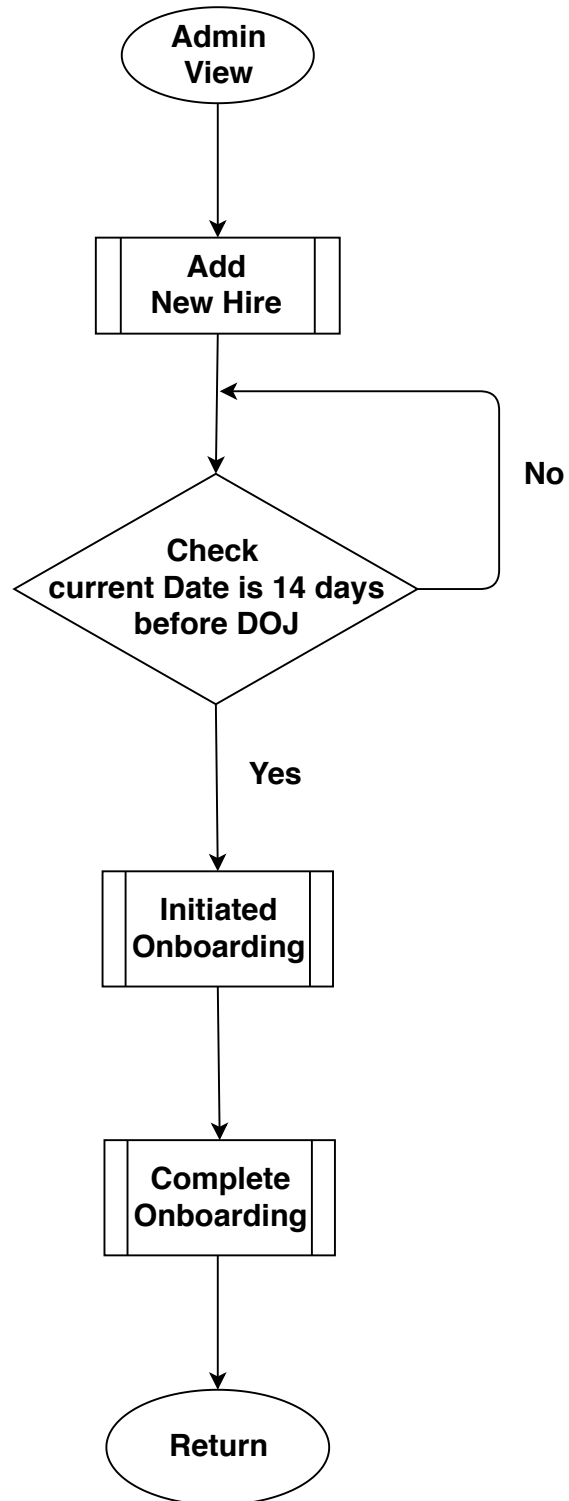 Admin
View
Add
New Hire
No
Check
current Date is 14 days
before DOJ
Yes
Initiated
Onboarding
Complete
Onboarding
Return